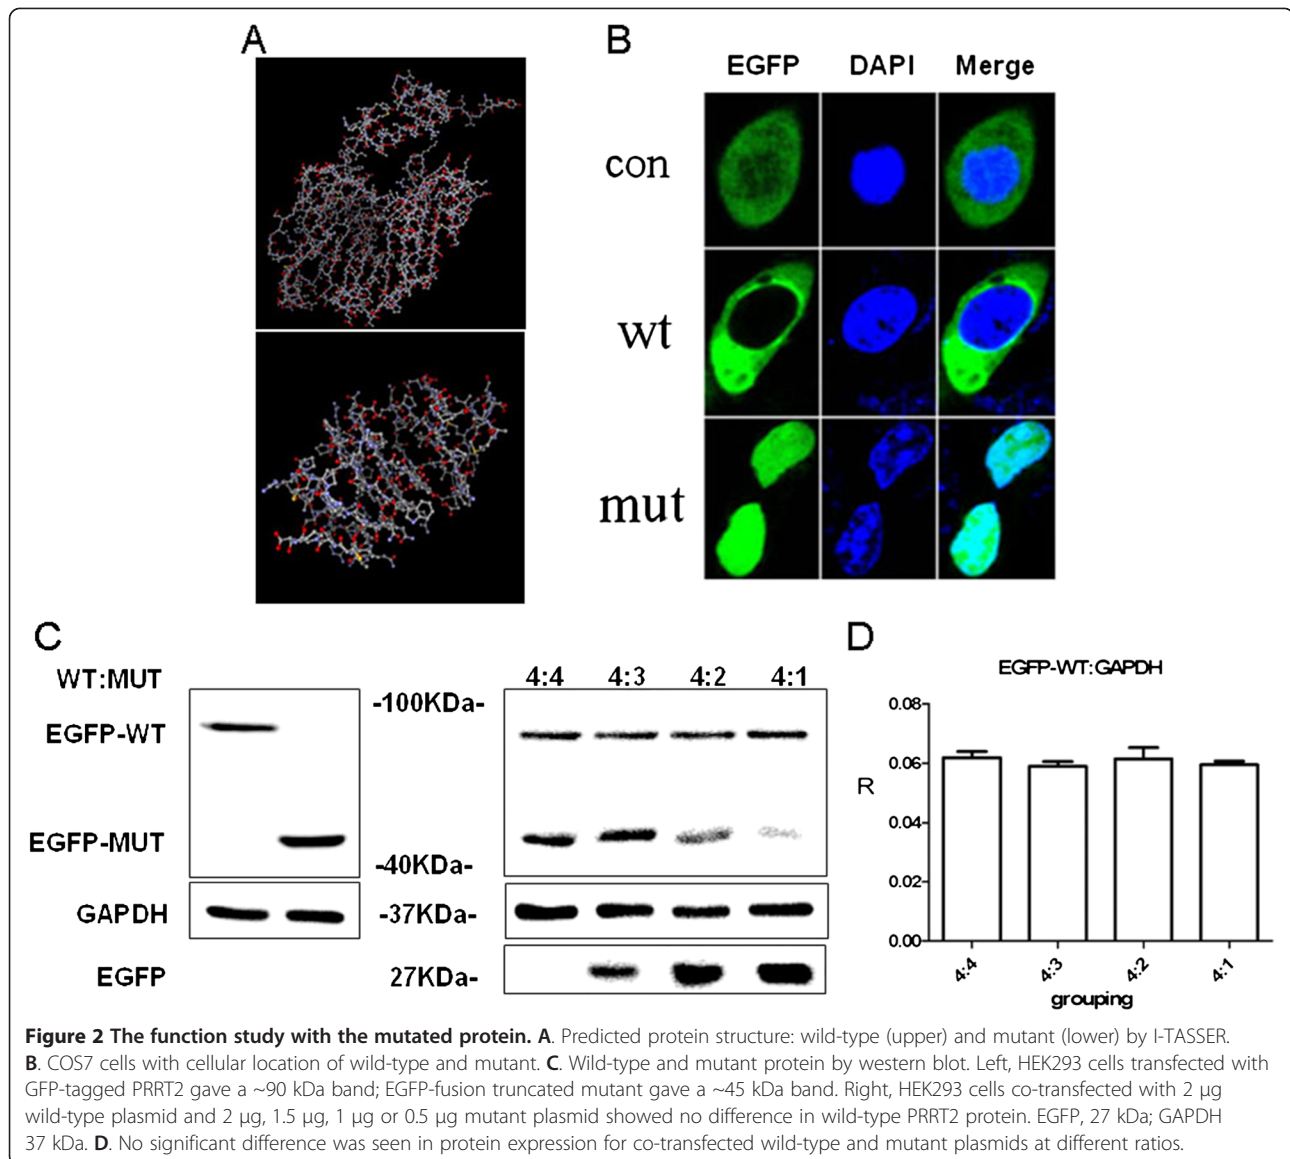 A
B
EGFP DAPI Merge
con
wt
mut
C
WT:MUT
4:4 4:3 4:2 4:1
-100KDa-
EGFP-WT
EGFP-MUT
-40KDa-
GAPDH
-37KDa-
EGFP
27KDa-
D
EGFP-WT:GAPDH
0.08
0.06
R
0.04
0.02
0.00
4:4 4:3 4:2 4:1
grouping
Figure 2 The function study with the mutated protein. A. Predicted protein structure: wild-type (upper) and mutant (lower) by I-TASSER.
B. COS7 cells with cellular location of wild-type and mutant. C. Wild-type and mutant protein by western blot. Left, HEK293 cells transfected with
GFP-tagged PRRT2 gave a ~90 kDa band; EGFP-fusion truncated mutant gave a ~45 kDa band. Right, HEK293 cells co-transfected with 2 μg
wild-type plasmid and 2 μg, 1.5 μg, 1 μg or 0.5 μg mutant plasmid showed no difference in wild-type PRRT2 protein. EGFP, 27 kDa; GAPDH
37 kDa. D. No significant difference was seen in protein expression for co-transfected wild-type and mutant plasmids at different ratios.